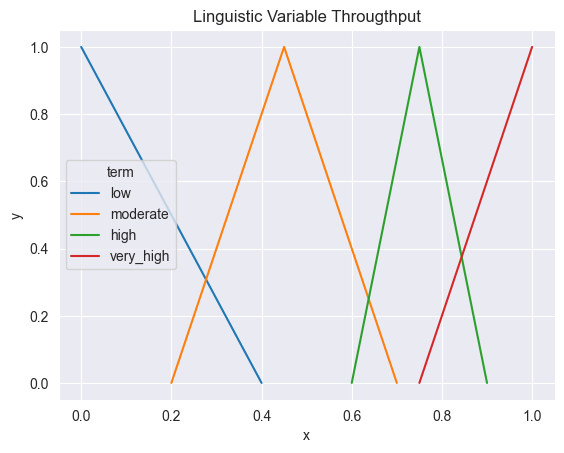 Linguistic Variable Througthput
1.0
0.8
0.6
0.4
0.2
0.0
y
term
low
moderate
high
very_high
0.0 0.2 0.4 0.6 0.8 1.0
x